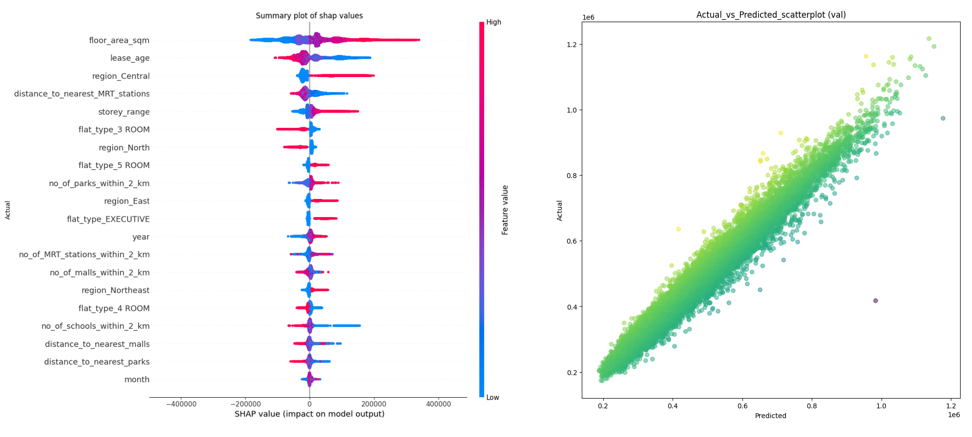 Summary plot of shap values
High
floor_area_sqm
lease_age
region_Central
distance_to_nearest_MRT_stations
storey_range
flat_type_3 ROOM
region_North
flat_type_5 ROOM
no_of_parks_within_2_km
region_East
flat_type_EXECUTIVE
year
no_of_MRT_stations_within_2_km
no_of_malls_within_2_km
region_Northeast
flat_type_4 ROOM
no_of_schools_within_2_km
distance_to_nearest_malls
distance_to_nearest_parks
month
Actual
Feature value
Low
−400000 −200000 0 200000 400000
SHAP value (impact on model output)
Actual_vs_Predicted_scatterplot (val)
1e6
1.2
1.0
0.8
0.6
0.4
0.2
Actual
0.2 0.4 0.6 0.8 1.0 1.2
1e6
Predicted